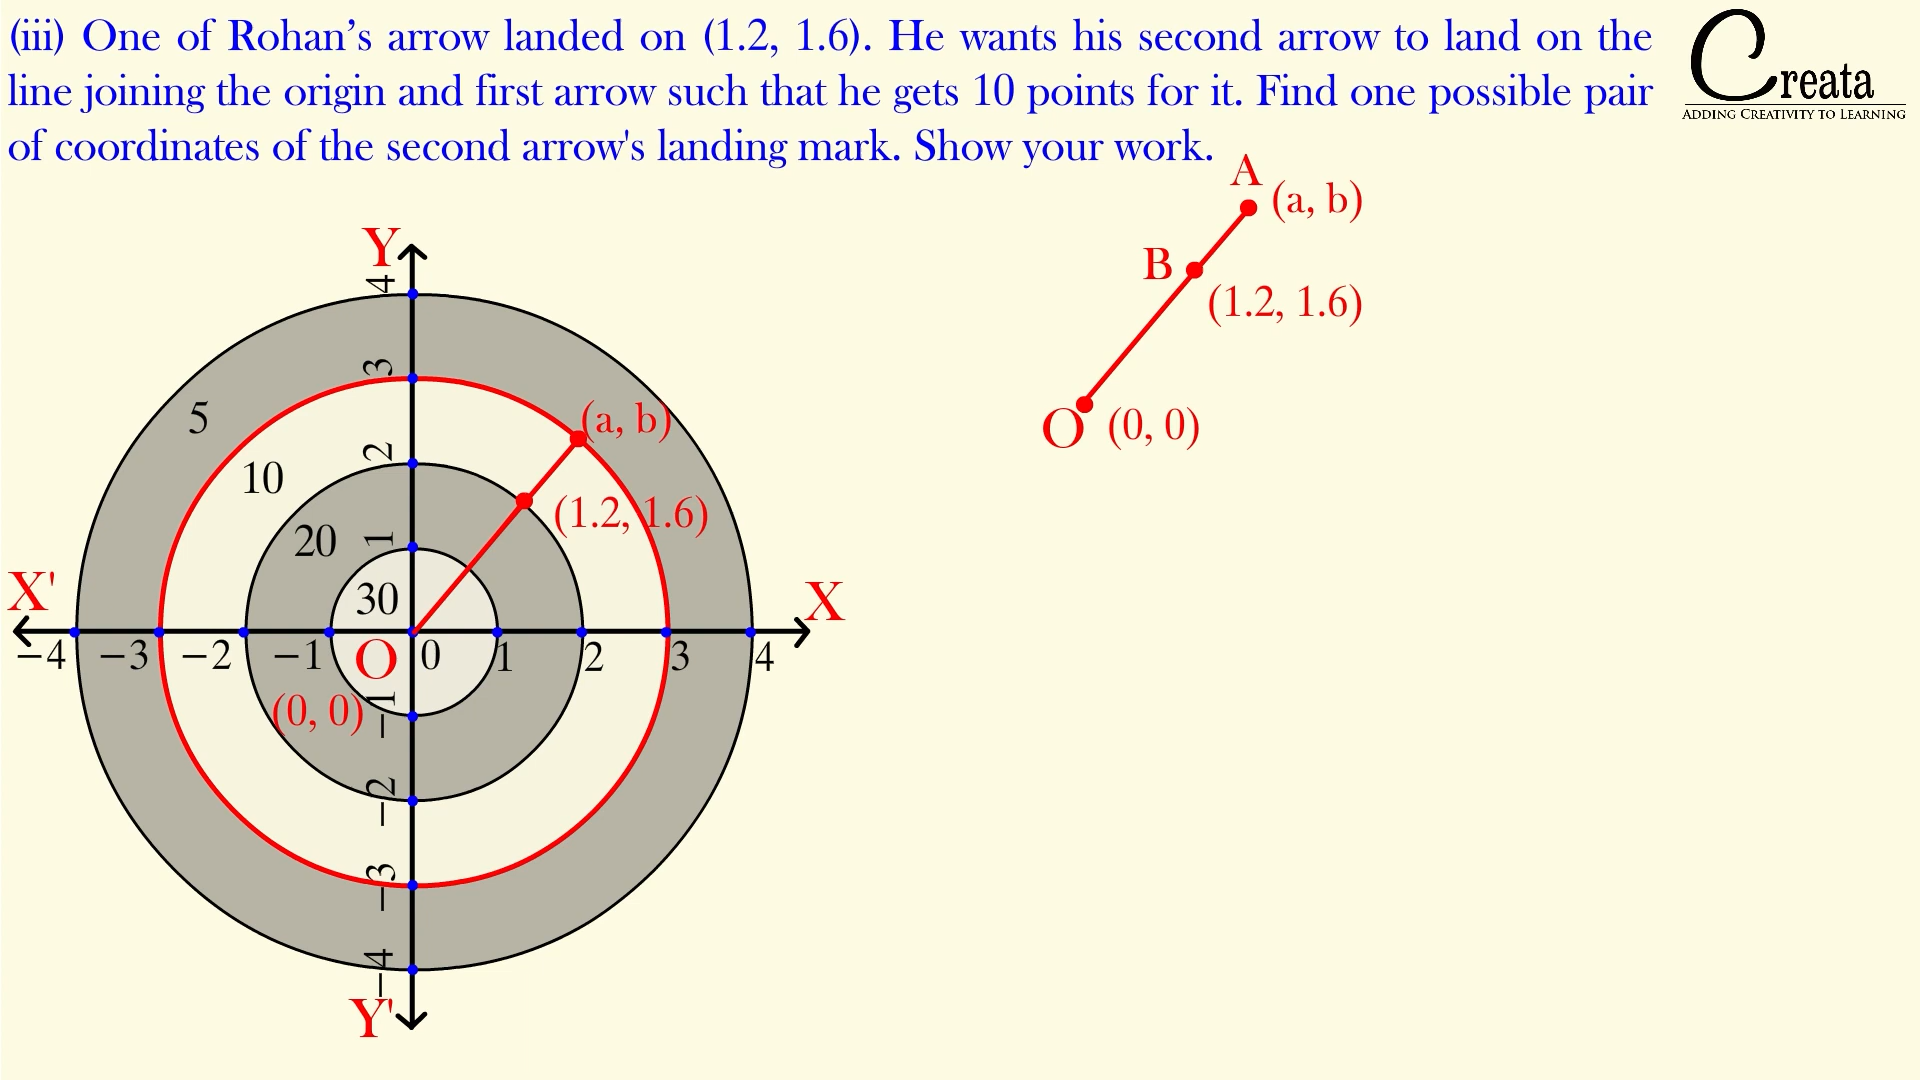 (iii) One of Rohan’s arrow landed on (1.2, 1.6). He wants his second arrow to land on the
line joining the origin and first arrow such that he gets 10 points for it. Find one possible pair
of coordinates of the second arrow's landing mark. Show your work.
Creata
ADDING CREATIVITY TO LEARNING
A
(a, b)
B
(1.2, 1.6)
O
(0, 0)
Y
4
3
5
(a, b)
2
10
(1.2, 1.6)
20
1
X'
30
X
−4
−3
−2
−1
O
0
1
2
3
4
(0, 0)
−1
−2
−3
−4
Y'